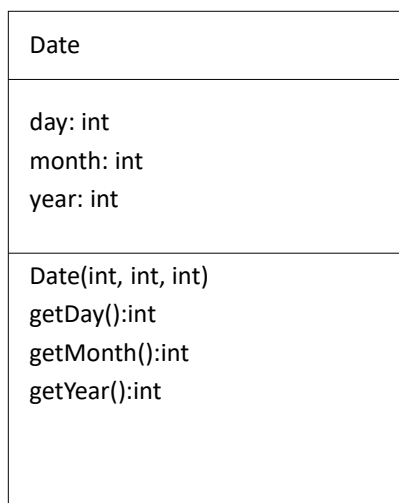 Date
day: int
month: int
year: int
Date(int, int, int)
getDay():int
getMonth():int
getYear():int